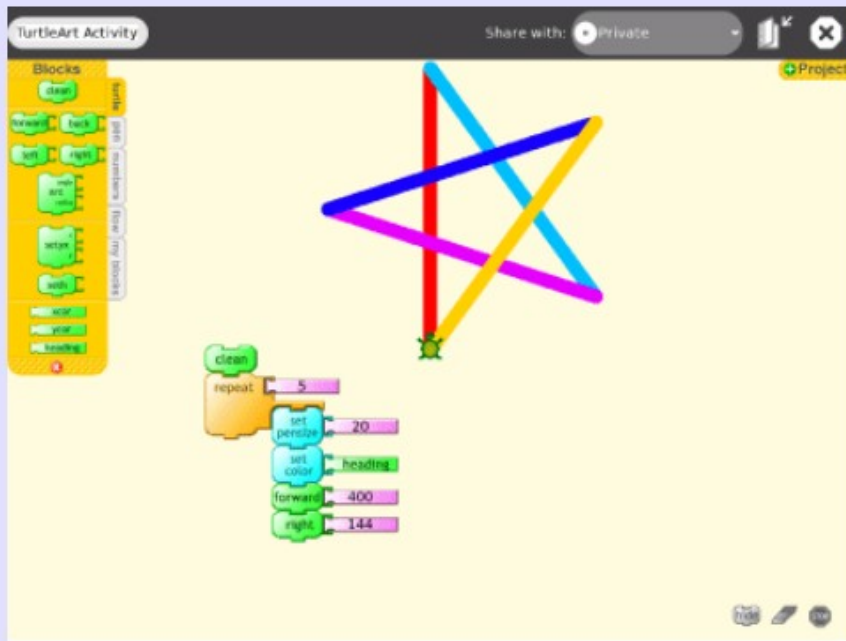 TurtleArt Activity
Share with: Private
Blocks
Project
clean
turtle
forward back
pen
left right
numbers
arc
flow
setxy
my blocks
seth
xcor
ycor
heading
clean
repeat 5
set pensize 20
set color heading
forward 400
right 144
hide